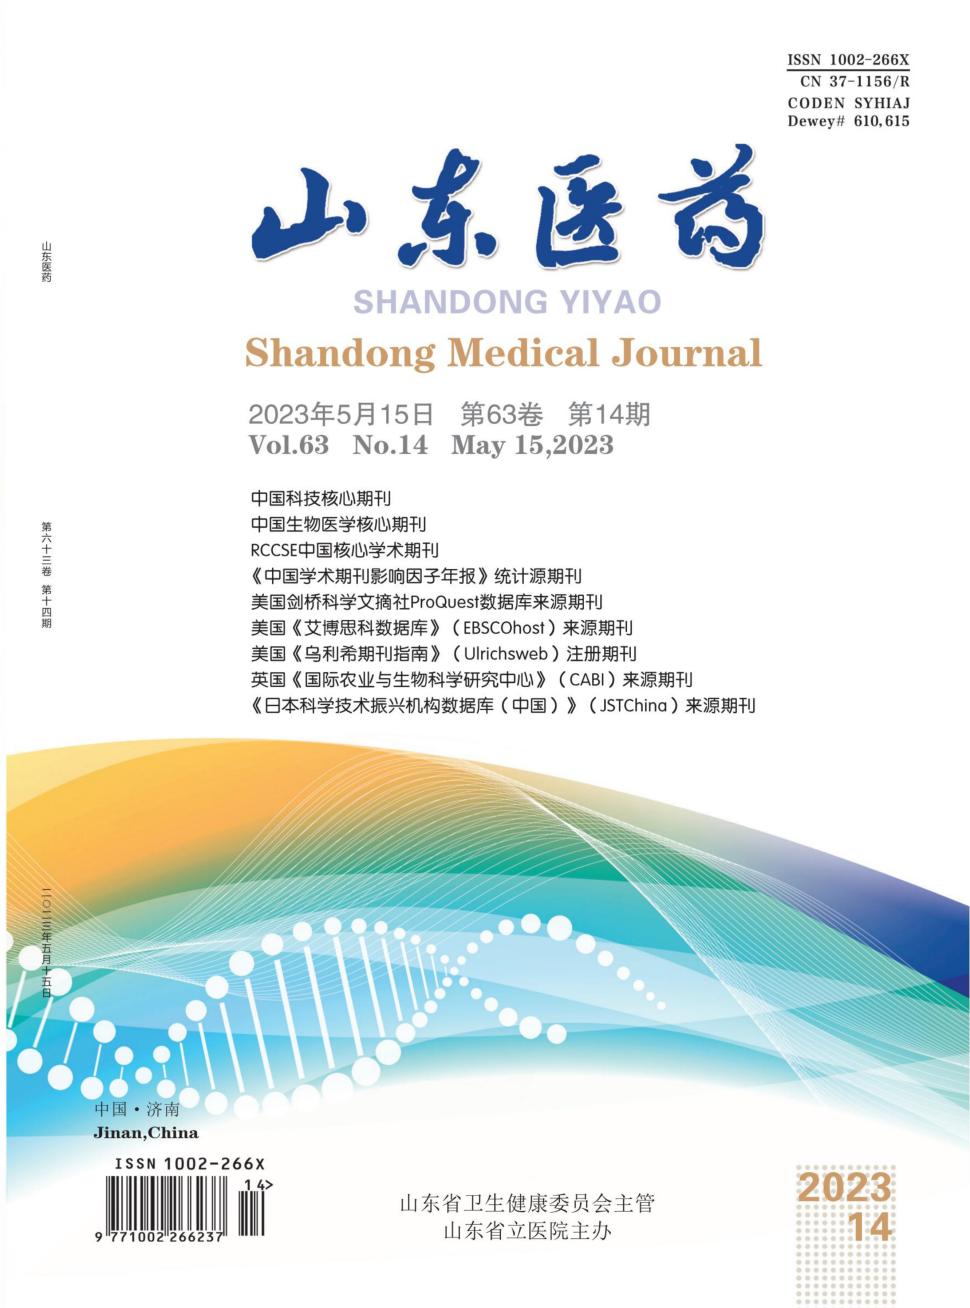 ISSN 1002-266X
CN 37-1156/R
CODEN SYHIAJ
Dewey# 610,615
山东医药
SHANDONG YIYAO
Shandong Medical Journal
2023年5月15日 第63卷 第14期
Vol.63 No.14 May 15,2023
中国科技核心期刊
中国生物医学核心期刊
RCCSE中国核心学术期刊
《中国学术期刊影响因子年报》统计源期刊
美国剑桥科学文摘社ProQuest数据库来源期刊
美国《艾博思科数据库》(EBSCOhost)来源期刊
美国《乌利希期刊指南》(Ulrichsweb)注册期刊
英国《国际农业与生物科学研究中心》(CABI)来源期刊
《日本科学技术振兴机构数据库(中国)》(JSTChina)来源期刊
山东医药
第六十三卷 第十四期
二〇二三年五月十五日
中国·济南
Jinan,China
ISSN 1002-266X
14>
9 771002 266237
山东省卫生健康委员会主管
山东省立医院主办
2023
14